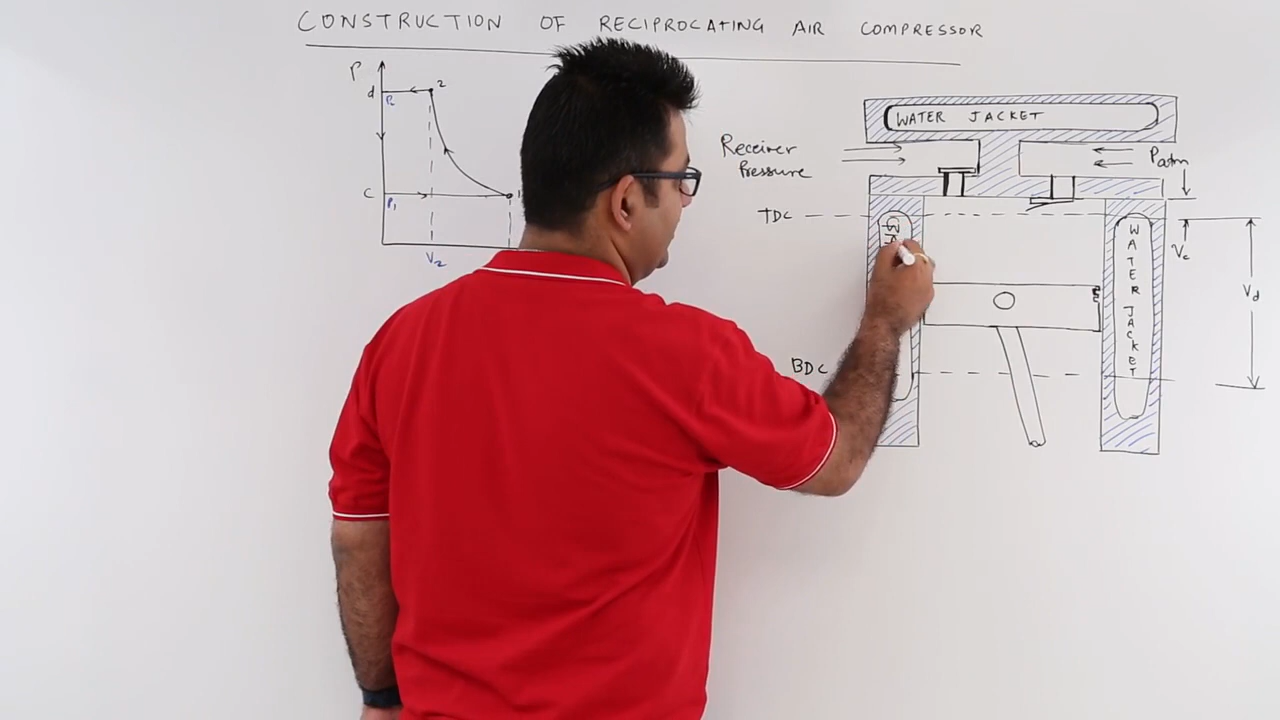 CONSTRUCTION OF RECIPROCATING AIR COMPRESSOR
P
d
P2
2
C
P1
1
V2
WATER JACKET
Receiver
Pressure
Patm
TDC
BDC
WATER JACKET
Vc
Vd